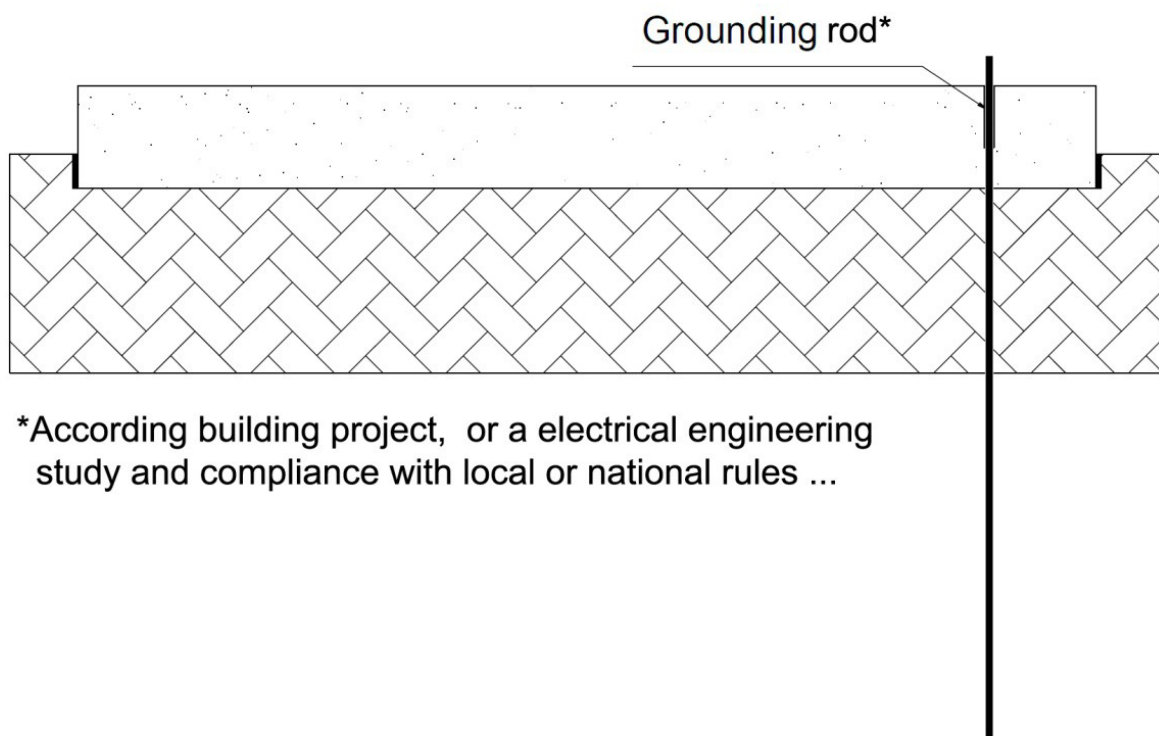 Grounding rod*
*According building project, or a electrical engineering
study and compliance with local or national rules ...